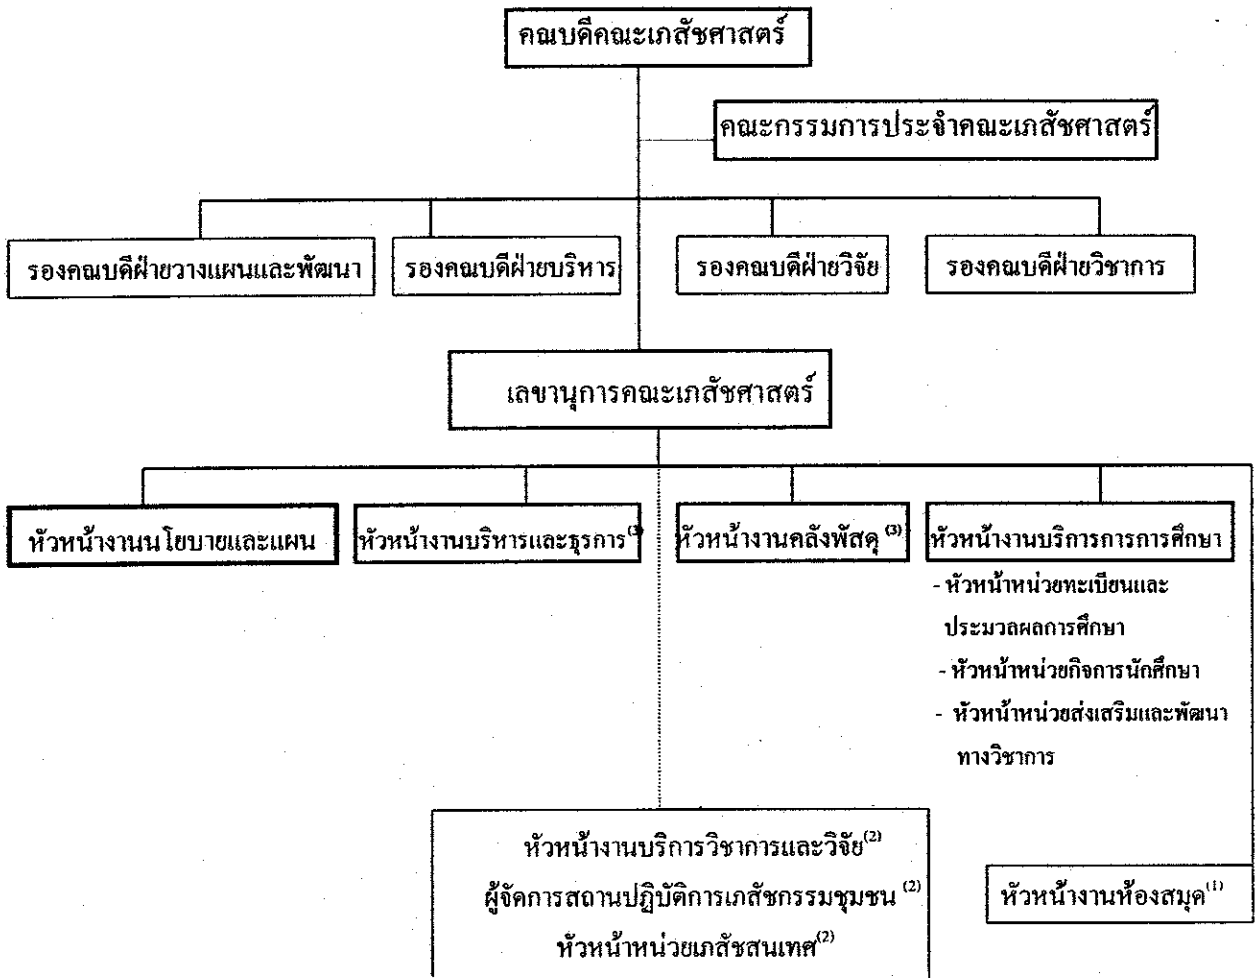 คณบดีคณะเภสัชศาสตร์
คณะกรรมการประจำคณะเภสัชศาสตร์
รองคณบดีฝ่ายวางแผนและพัฒนา
รองคณบดีฝ่ายบริหาร
รองคณบดีฝ่ายวิจัย
รองคณบดีฝ่ายวิชาการ
เลขานุการคณะเภสัชศาสตร์
หัวหน้างานนโยบายและแผน
หัวหน้างานบริหารและธุรการ(3)
หัวหน้างานคลังพัสดุ (3)
หัวหน้างานบริการการการศึกษา
- หัวหน้าหน่วยทะเบียนและ
ประมวลผลการศึกษา
- หัวหน้าหน่วยกิจการนักศึกษา
- หัวหน้าหน่วยส่งเสริมและพัฒนา
ทางวิชาการ
หัวหน้างานบริการวิชาการและวิจัย(2)
ผู้จัดการสถานปฏิบัติการเภสัชกรรมชุมชน (2)
หัวหน้าหน่วยเภสัชสนเทศ(2)
หัวหน้างานห้องสมุด(1)